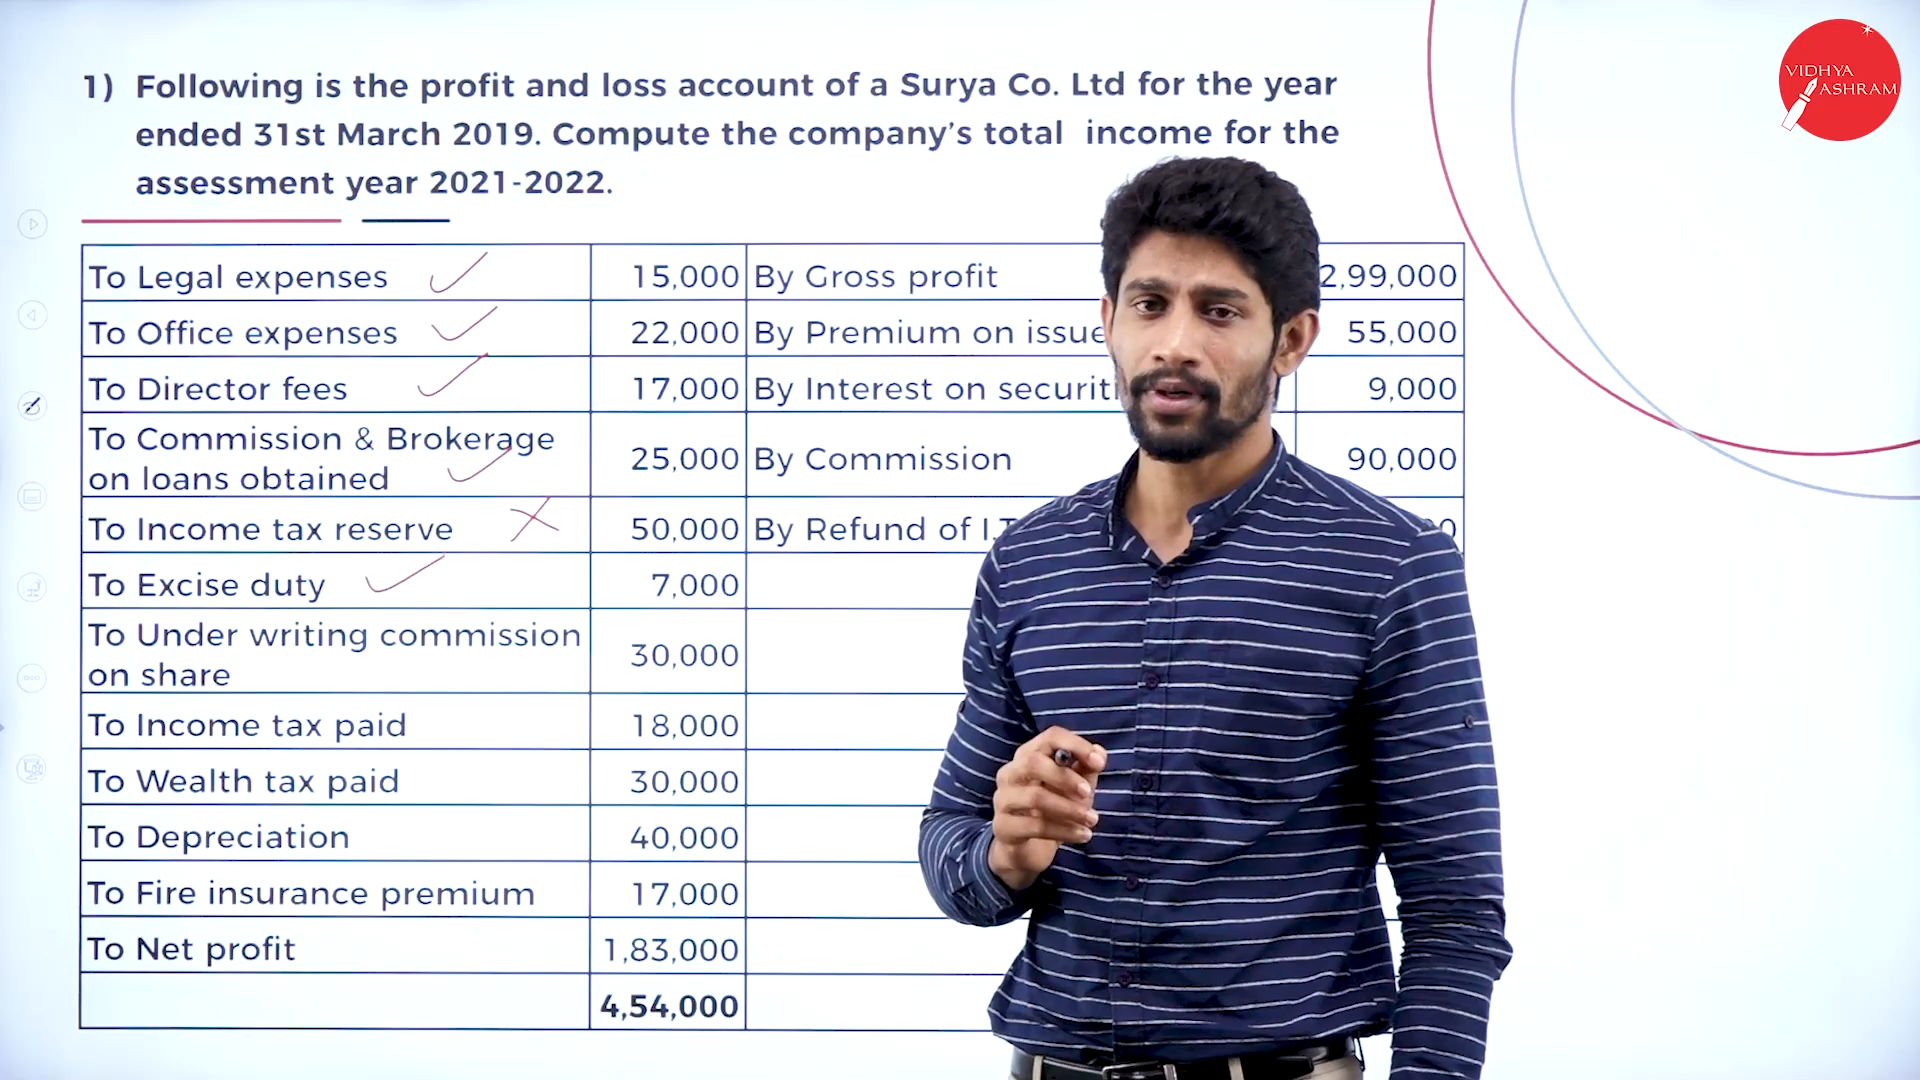 VIDHYA
ASHRAM
1) Following is the profit and loss account of a Surya Co. Ltd for the year
ended 31st March 2019. Compute the company's total income for the
assessment year 2021-2022.
To Legal expenses 15,000 By Gross profit 2,99,000
To Office expenses 22,000 By Premium on issue 55,000
To Director fees 17,000 By Interest on 9,000
To Commission & Brokerage
on loans obtained 25,000 By Commission 90,000
To Income tax reserve 50,000 By Refund of
To Excise duty 7,000
To Under writing commission
on share 30,000
To Income tax paid 18,000
To Wealth tax paid 30,000
To Depreciation 40,000
To Fire insurance premium 17,000
To Net profit 1,83,000
4,54,000